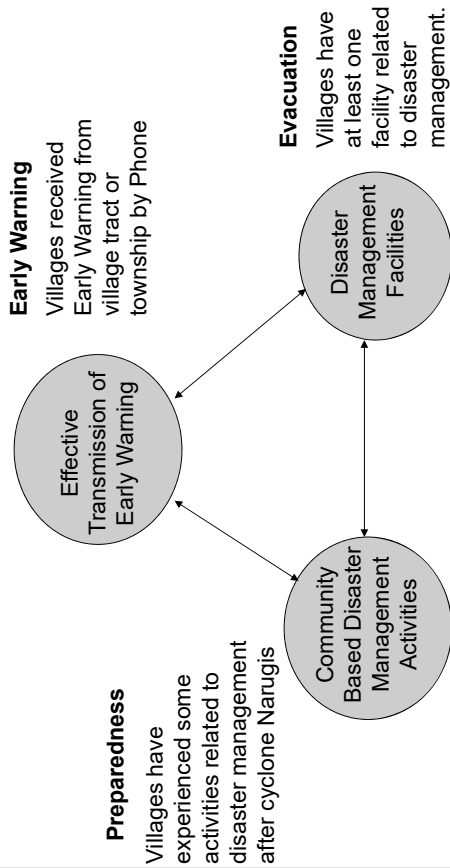 Early Warning
Villages received
Early Warning from
village tract or
township by Phone
Effective
Transmission of
Early Warning
Preparedness
Villages have
experienced some
activities related to
disaster management
after cyclone Narugis
Community
Based Disaster
Management
Activities
Disaster
Management
Facilities
Evacuation
Villages have
at least one
facility related
to disaster
management.